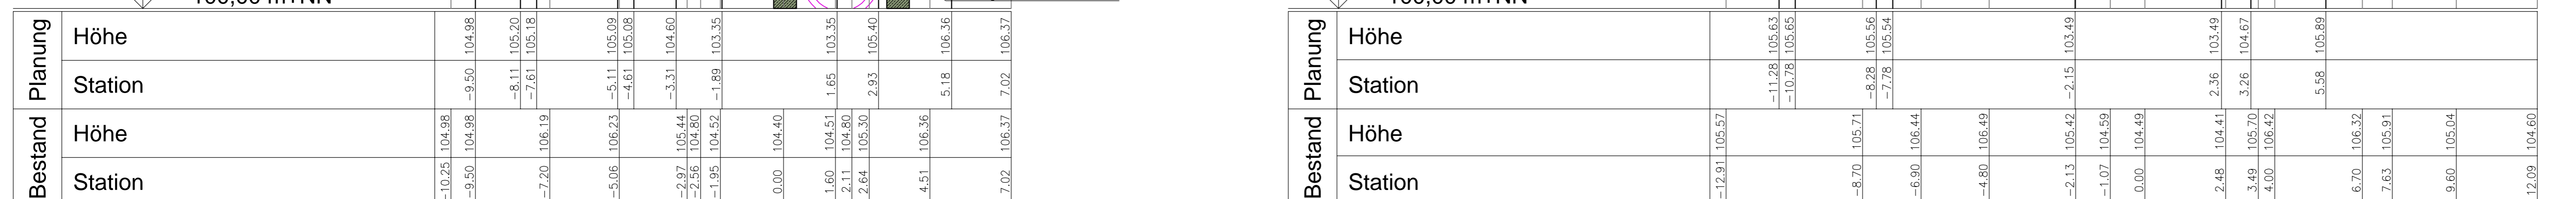 Planung
Höhe 104,98 105.20 105.18 105.09 105.08 104.60 103.35 103.35 105.40 106.36 106.37
Station −9.50 −8.11 −7.61 −5.11 −4.61 −3.31 −1.89 1.65 2.93 5.18 7.02
Bestand
Höhe 104.98 104.98 106.19 106.23 105.44 104.80 104.52 104.40 104.51 104.80 105.30 106.36 106.37
Station −10.25 −9.50 −7.20 −5.06 −2.97 −2.56 −1.95 0.00 1.60 2.11 2.64 4.51 7.02
Planung
Höhe 105.63 105.65 105.56 105.54 103.49 103.49 104.67 105.89
Station −11.28 −10.78 −8.28 −7.78 −2.15 2.36 3.26 5.58
Bestand
Höhe 105.57 105.71 106.44 106.49 105.42 104.59 104.49 104.41 105.70 106.42 106.32 105.91 105.04 104.60
Station −12.91 −8.70 −6.90 −4.80 −2.13 −1.07 0.00 2.48 3.49 4.00 6.70 7.63 9.60 12.09